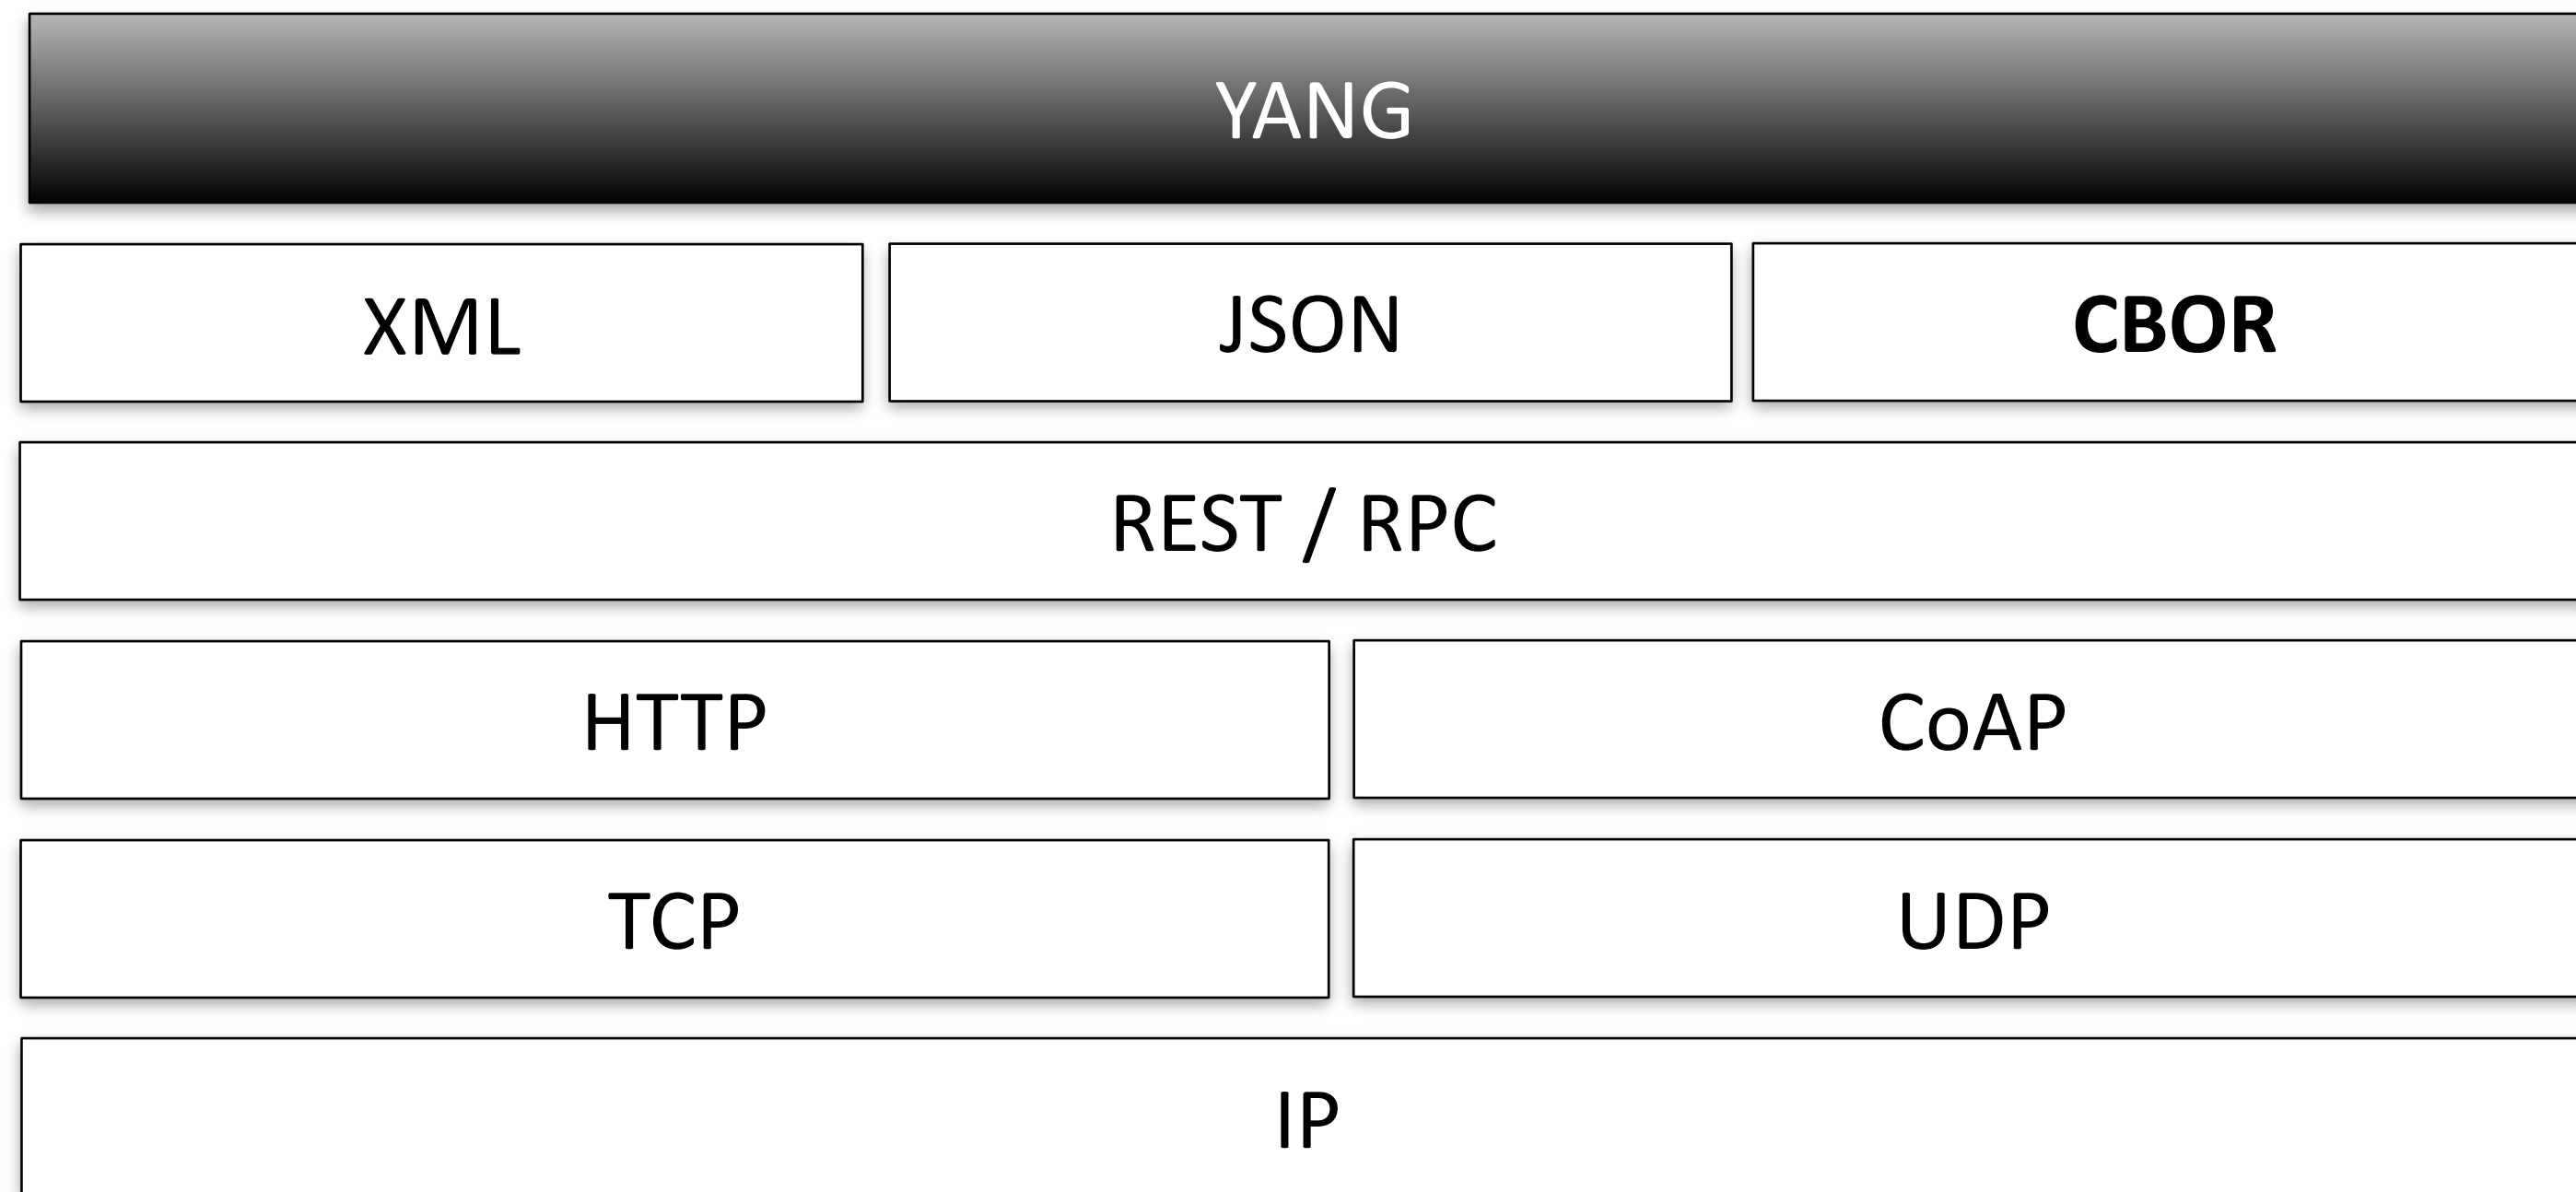 YANG
XML
JSON
CBOR
REST / RPC
HTTP
CoAP
TCP
UDP
IP